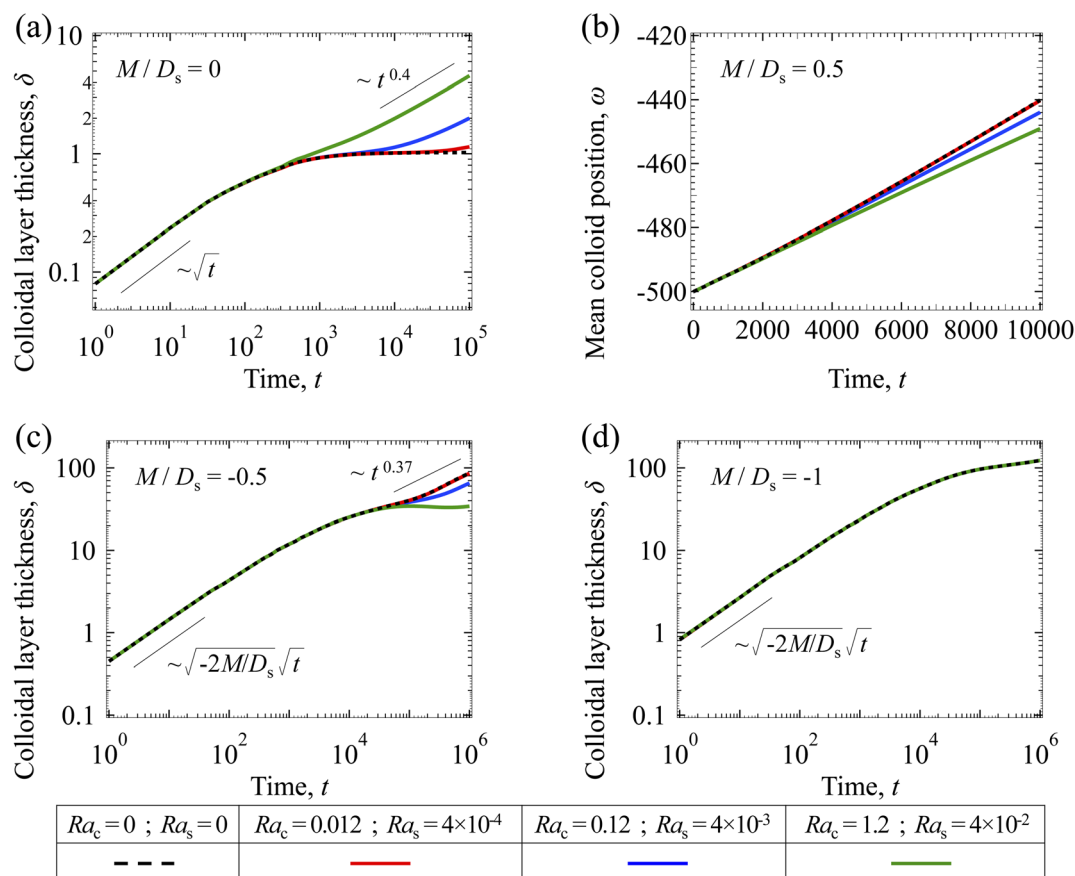 (a)
10
4
2
1
4
2
0.1
Colloidal layer thickness, δ
M / Ds = 0
~ t^0.4
~√t
10^0 10^1 10^2 10^3 10^4 10^5
Time, t
(b)
-420
-440
-460
-480
-500
Mean colloid position, ω
M / Ds = 0.5
0 2000 4000 6000 8000 10000
Time, t
(c)
100
10
1
0.1
Colloidal layer thickness, δ
M / Ds = -0.5
~ t^0.37
~√-2M/Ds √t
10^0 10^2 10^4 10^6
Time, t
(d)
100
10
1
0.1
Colloidal layer thickness, δ
M / Ds = -1
~√-2M/Ds √t
10^0 10^2 10^4 10^6
Time, t
Rac = 0 ; Ras = 0 Rac = 0.012 ; Ras = 4×10^-4 Rac = 0.12 ; Ras = 4×10^-3 Rac = 1.2 ; Ras = 4×10^-2